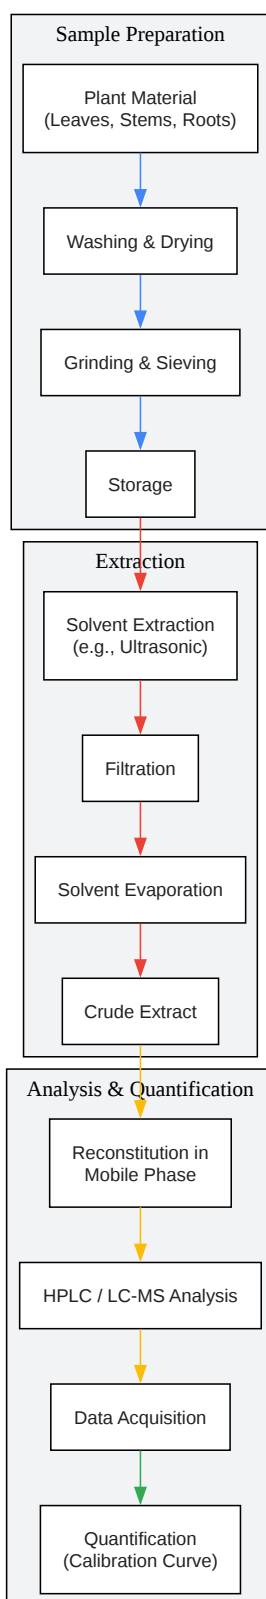 Sample Preparation
Plant Material
(Leaves, Stems, Roots)
Washing & Drying
Grinding & Sieving
Storage
Extraction
Solvent Extraction
(e.g., Ultrasonic)
Filtration
Solvent Evaporation
Crude Extract
Analysis & Quantification
Reconstitution in
Mobile Phase
HPLC / LC-MS Analysis
Data Acquisition
Quantification
(Calibration Curve)